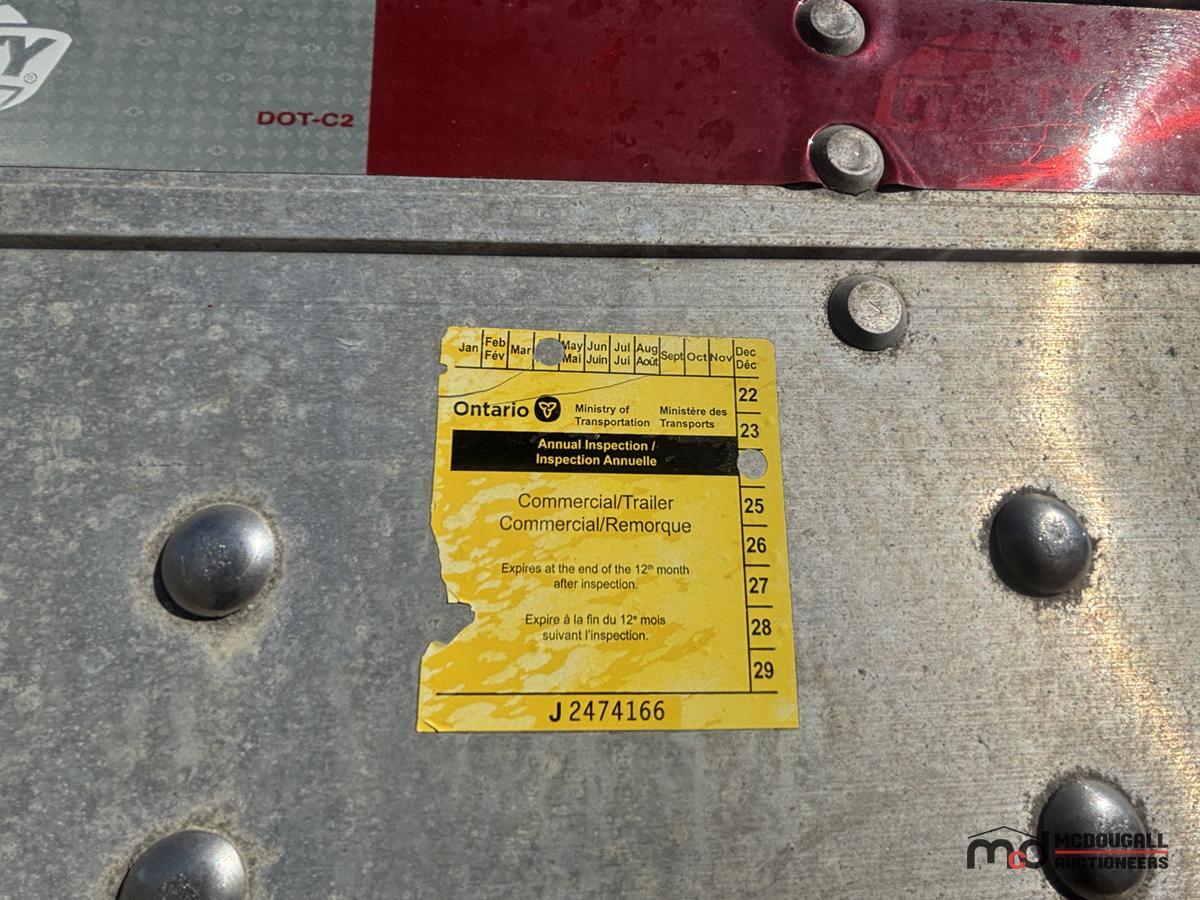 Y®
DOT-C2
UTILITY
Jan Feb Fév Mar May Mai Jun Juin Jul Jui Aug Août Sept Oct Nov Dec Déc
22
Ontario Ministry of Transportation Ministère des Transports
23
Annual Inspection /
Inspection Annuelle
Commercial/Trailer
25
Commercial/Remorque
26
Expires at the end of the 12th month
after inspection.
27
Expire à la fin du 12e mois
suivant l'inspection.
28
29
J 2474166
mcd MCDOUGALL
AUCTIONEERS